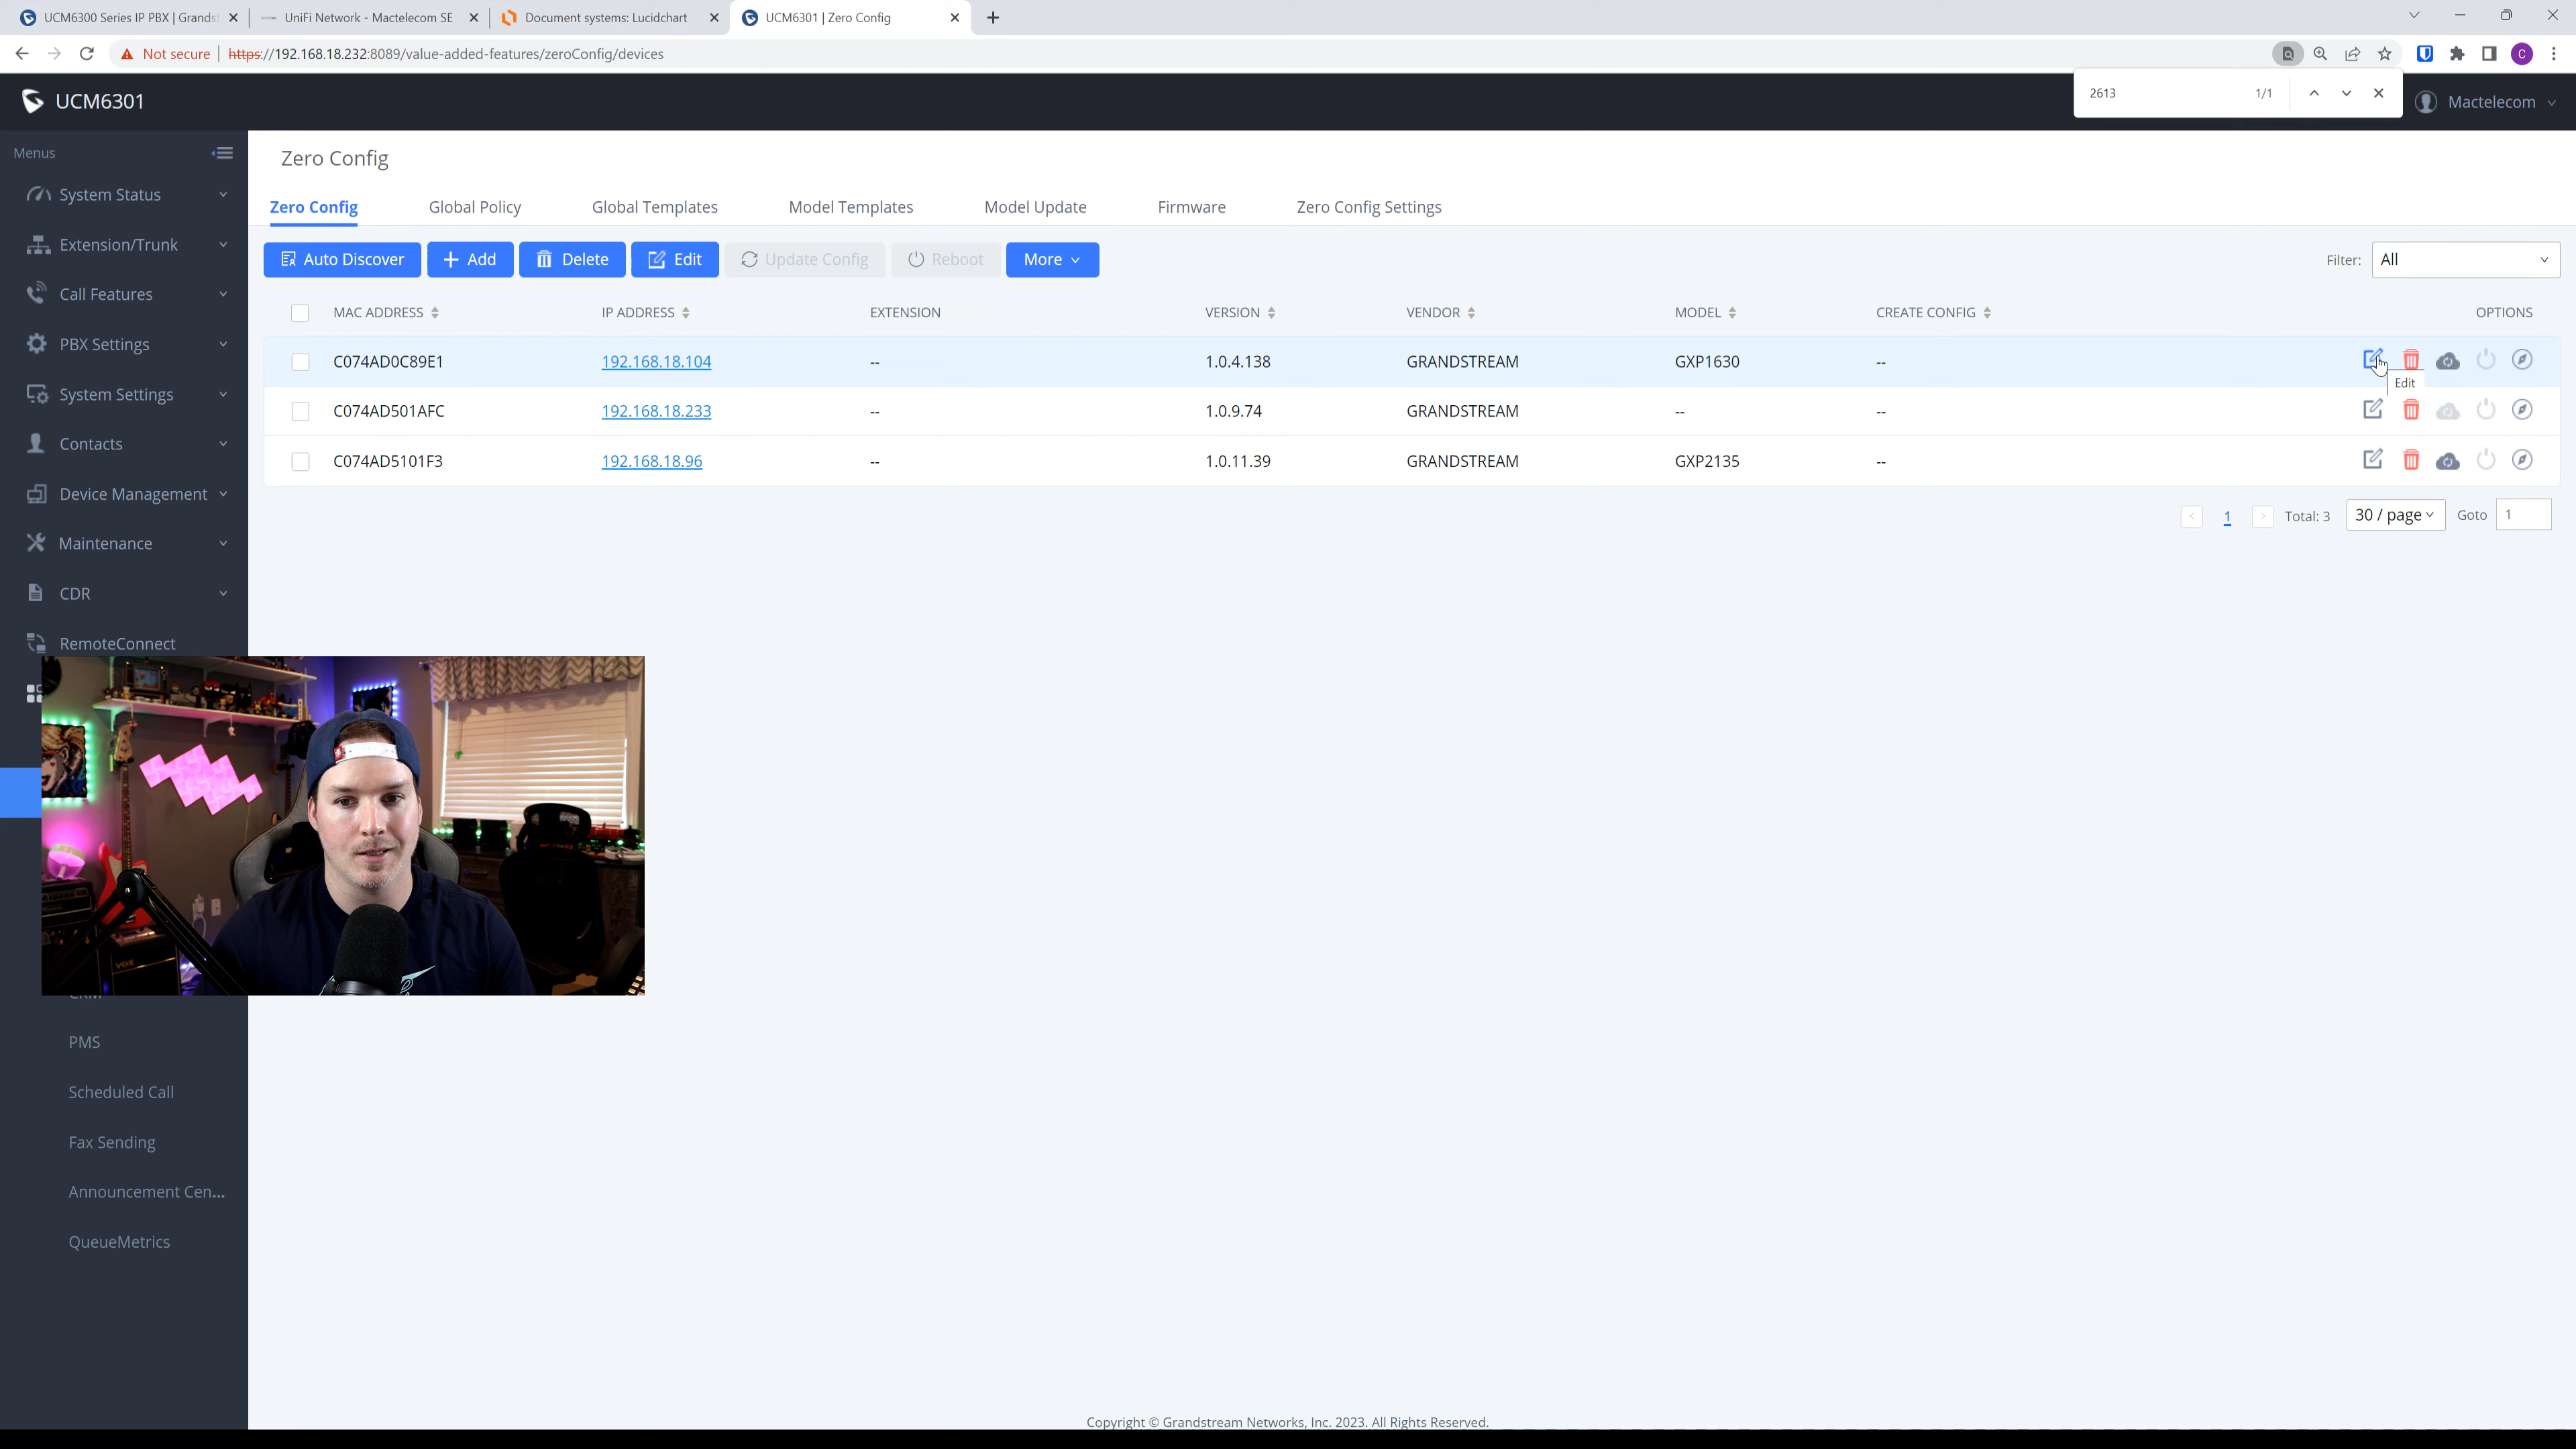 UCM6300 Series IP PBX | Grands
UniFi Network - Mactelecom SE
Document systems: Lucidchart
UCM6301 | Zero Config
Not secure
https://192.168.18.232:8089/value-added-features/zeroConfig/devices
C
UCM6301
2613
1/1
Mactelecom
Menus
System Status
Extension/Trunk
Call Features
PBX Settings
System Settings
Contacts
Device Management
Maintenance
CDR
RemoteConnect
PMS
Scheduled Call
Fax Sending
Announcement Cen...
QueueMetrics
Zero Config
Zero Config Global Policy Global Templates Model Templates Model Update Firmware Zero Config Settings
Auto Discover + Add Delete Edit Update Config Reboot More
Filter: All
MAC ADDRESS IP ADDRESS EXTENSION VERSION VENDOR MODEL CREATE CONFIG OPTIONS
C074AD0C89E1 192.168.18.104 -- 1.0.4.138 GRANDSTREAM GXP1630 --
Edit
C074AD501AFC 192.168.18.233 -- 1.0.9.74 GRANDSTREAM -- --
C074AD5101F3 192.168.18.96 -- 1.0.11.39 GRANDSTREAM GXP2135 --
< 1 > Total: 3 30 / page Goto 1
VOX
Copyright © Grandstream Networks, Inc. 2023. All Rights Reserved.